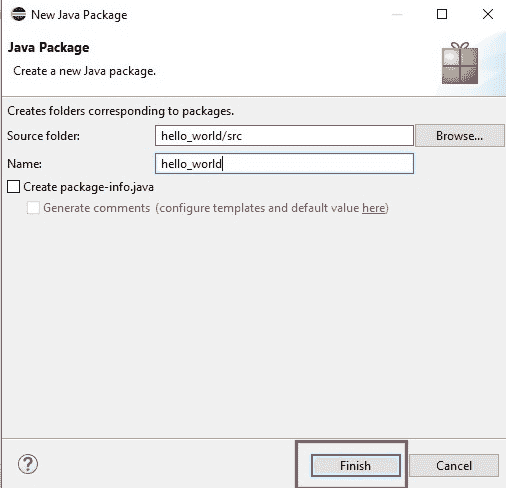 New Java Package
Java Package
Create a new Java package.
Creates folders corresponding to packages.
Source folder: hello_world/src Browse...
Name: hello_world
Create package-info.java
Generate comments (configure templates and default value here)
? Finish Cancel